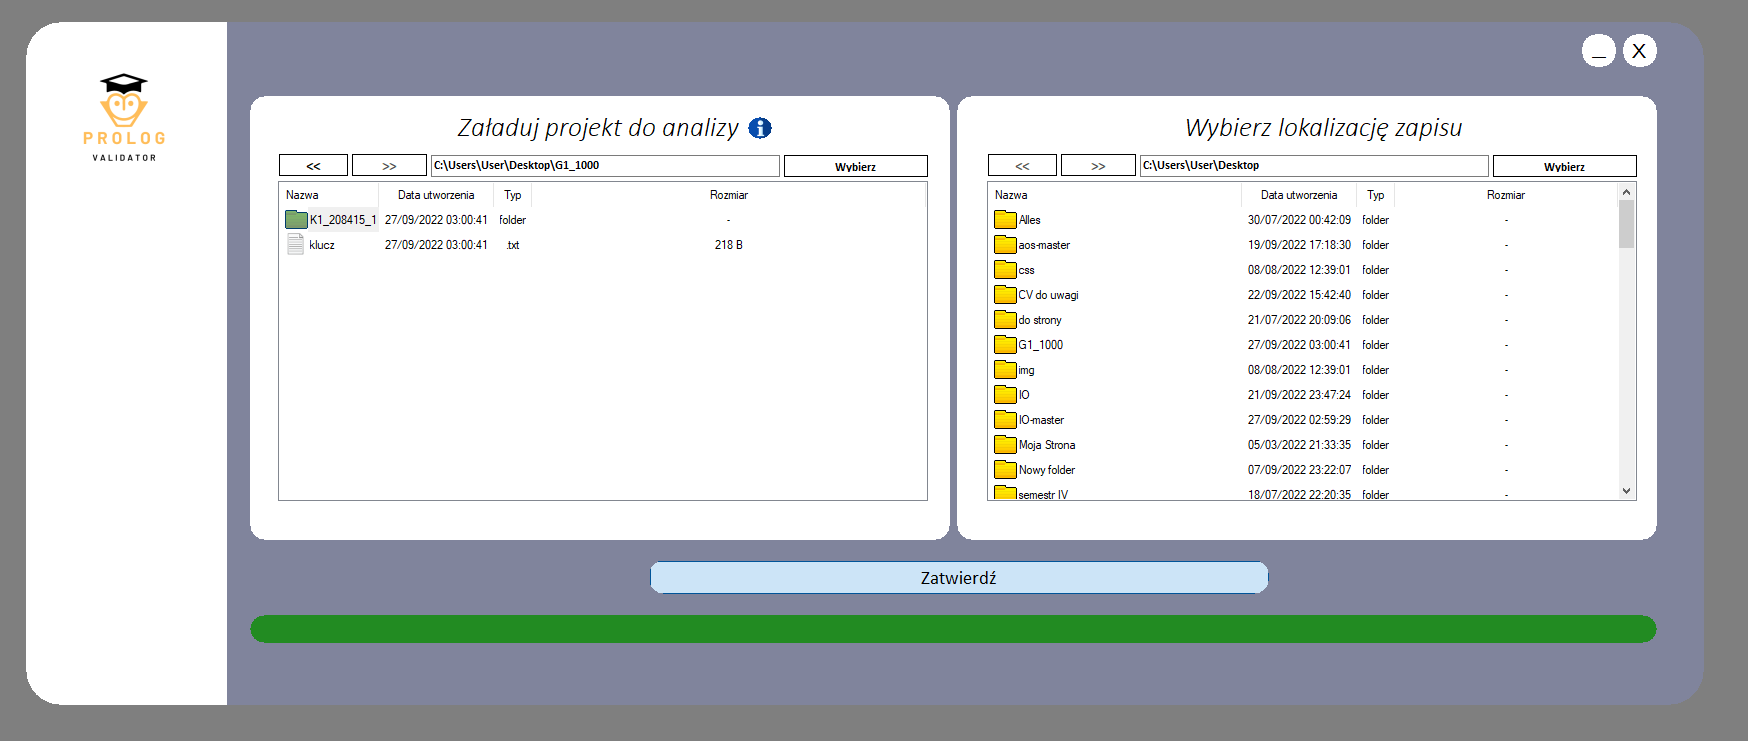 _ X
PROLOG
VALIDATOR
Załaduj projekt do analizy i
<< >> C:\Users\User\Desktop\G1_1000 Wybierz
Nazwa Data utworzenia Typ Rozmiar
K1_208415_1 27/09/2022 03:00:41 folder -
klucz 27/09/2022 03:00:41 .txt 218 B
Wybierz lokalizację zapisu
<< >> C:\Users\User\Desktop Wybierz
Nazwa Data utworzenia Typ Rozmiar
Alles 30/07/2022 00:42:09 folder -
aos-master 19/09/2022 17:18:30 folder -
css 08/08/2022 12:39:01 folder -
CV do uwagi 22/09/2022 15:42:40 folder -
do strony 21/07/2022 20:09:06 folder -
G1_1000 27/09/2022 03:00:41 folder -
img 08/08/2022 12:39:01 folder -
IO 21/09/2022 23:47:24 folder -
IO-master 27/09/2022 02:59:29 folder -
Moja Strona 05/03/2022 21:33:35 folder -
Nowy folder 07/09/2022 23:22:07 folder -
semestr IV 18/07/2022 22:20:35 folder -
Zatwierdź